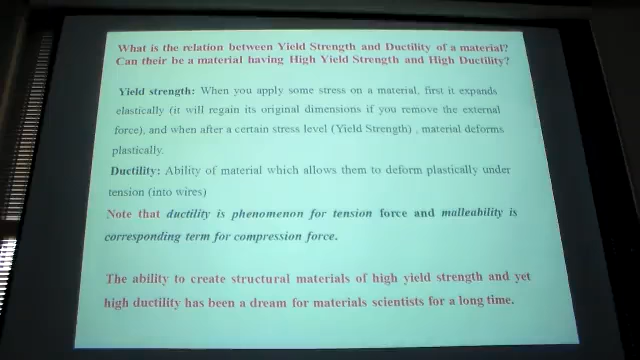 What is the relation between Yield Strength and Ductility of a material?
Can their be a material having High Yield Strength and High Ductility?
Yield strength: When you apply some stress on a material, first it expands
elastically (it will regain its original dimensions if you remove the external
force), and when after a certain stress level (Yield Strength) , material deforms
plastically.
Ductility: Ability of material which allows them to deform plastically under
tension (into wires)
Note that ductility is phenomenon for tension force and malleability is
corresponding term for compression force.
The ability to create structural materials of high yield strength and yet
high ductility has been a dream for materials scientists for a long time.